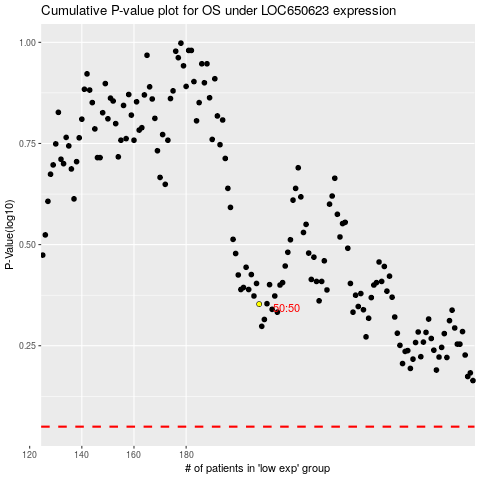 Cumulative P-value plot for OS under LOC650623 expression
P-Value(log10)
1.00
0.75
0.50
0.25
50:50
120 140 160 180
# of patients in 'low exp' group